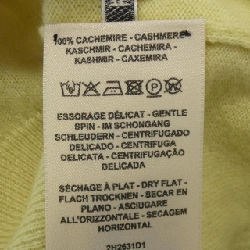 100% CACHEMIRE - CASHMERE
KASCHMIR - CACHEMIRA -
KASHMIR - CAXEMIRA
ESSORAGE DÉLICAT - GENTLE
SPIN - IM SCHONGANG
SCHLEUDERN - CENTRIFUGADO
DELICADO - CENTRIFUGA
DELICATA - CENTRIFUGAÇÃO
DELICADA
SÉCHAGE À PLAT - DRY FLAT -
FLACH TROCKNEN - SECAR EN
PLANO - ASCIUGARE
ALL'ORIZZONTALE - SECAGEM
HORIZONTAL
2H2631D1